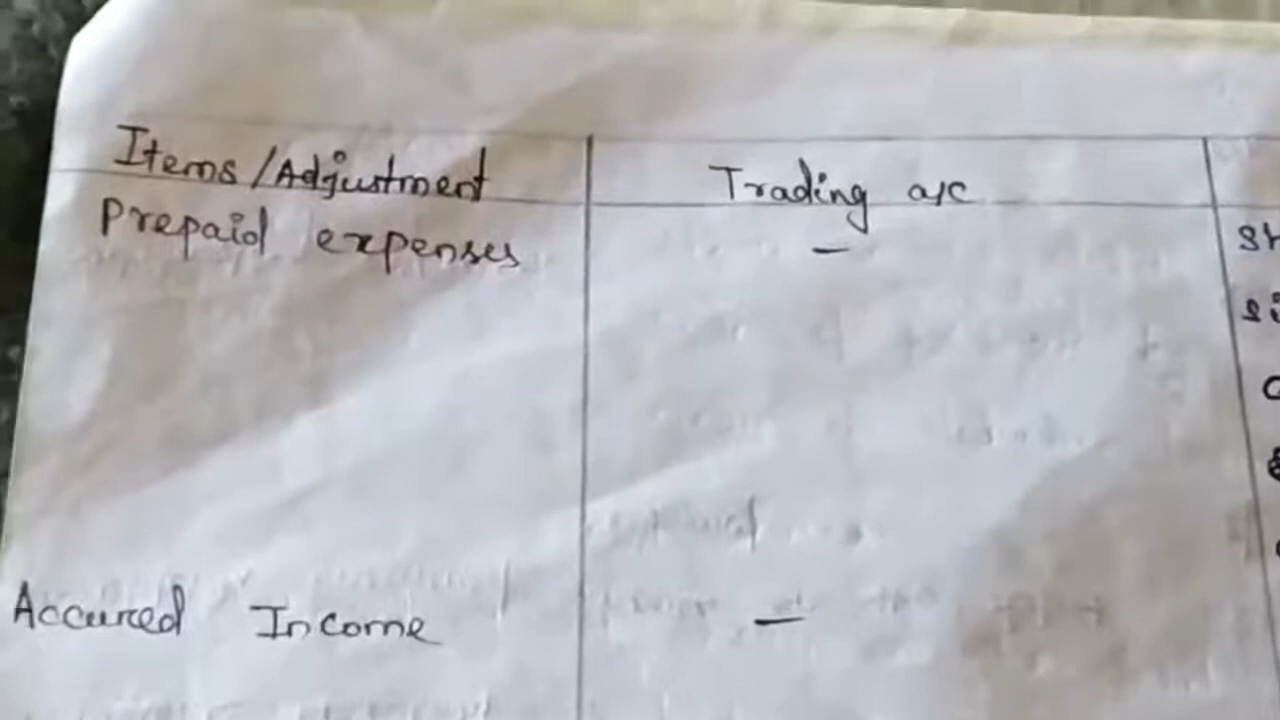 Items/Adjustment Trading a/c
Prepaid expenses –
Accured Income –